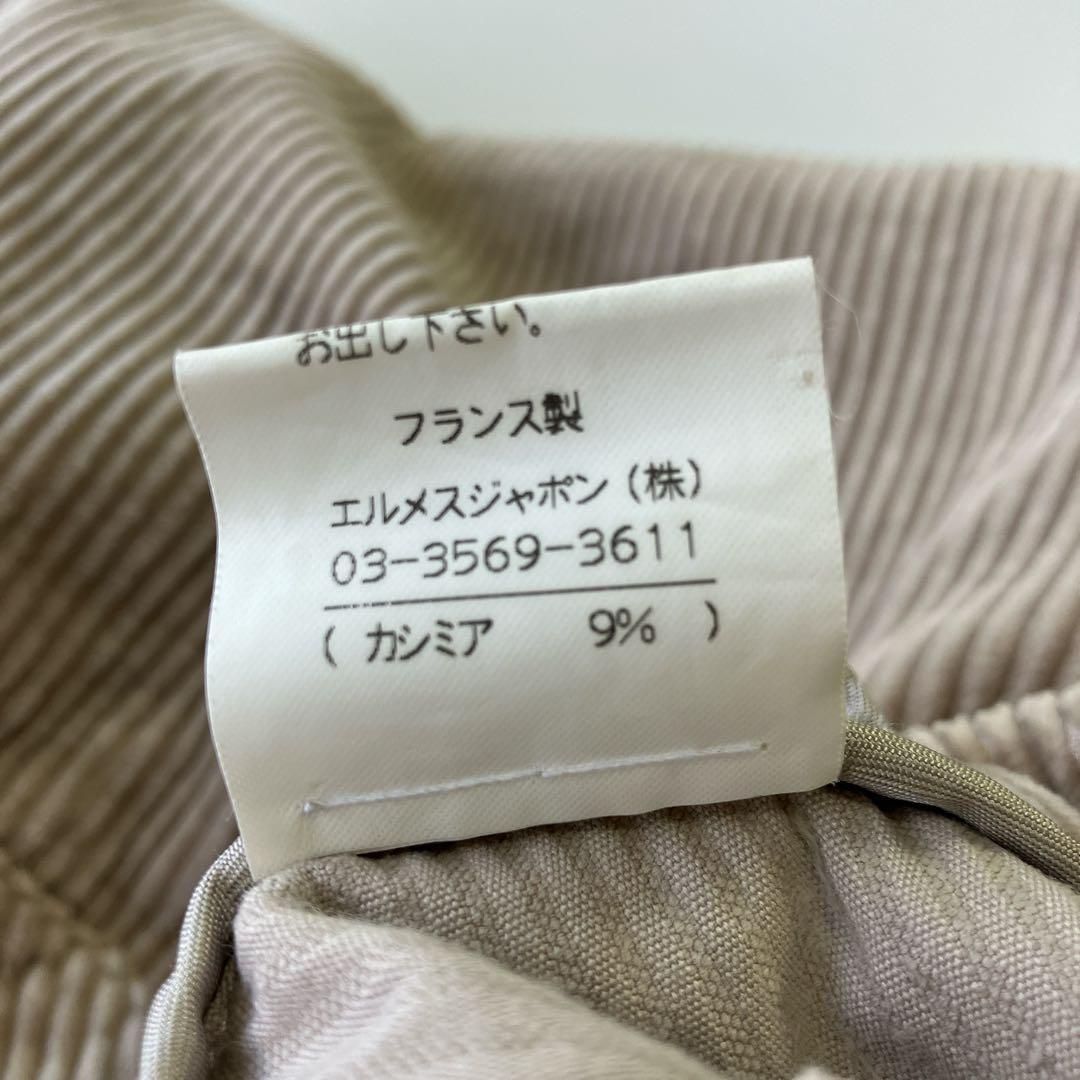 お出し下さい。
フランス製
エルメスジャポン(株)
03-3569-3611
( カシミア 9% )